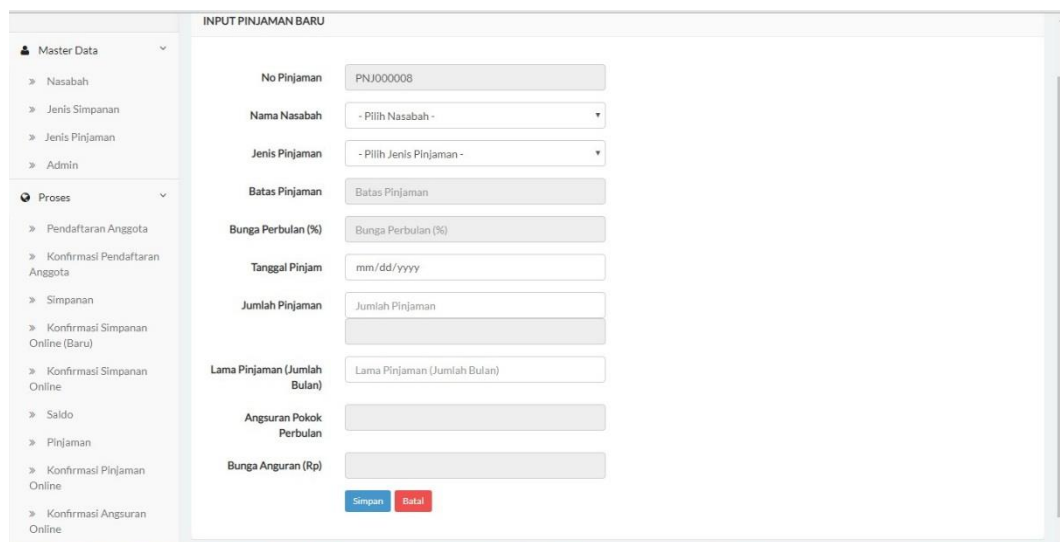 INPUT PINJAMAN BARU
Master Data
» Nasabah
» Jenis Simpanan
» Jenis Pinjaman
» Admin
Proses
» Pendaftaran Anggota
» Konfirmasi Pendaftaran
Anggota
» Simpanan
» Konfirmasi Simpanan
Online (Baru)
» Konfirmasi Simpanan
Online
» Saldo
» Pinjaman
» Konfirmasi Pinjaman
Online
» Konfirmasi Angsuran
Online
No Pinjaman PNJ000008
Nama Nasabah - Pilih Nasabah -
Jenis Pinjaman - Pilih Jenis Pinjaman -
Batas Pinjaman Batas Pinjaman
Bunga Perbulan (%) Bunga Perbulan (%)
Tanggal Pinjam mm/dd/yyyy
Jumlah Pinjaman Jumlah Pinjaman
Lama Pinjaman (Jumlah Lama Pinjaman (Jumlah Bulan)
Bulan)
Angsuran Pokok
Perbulan
Bunga Anguran (Rp)
Simpan Batal